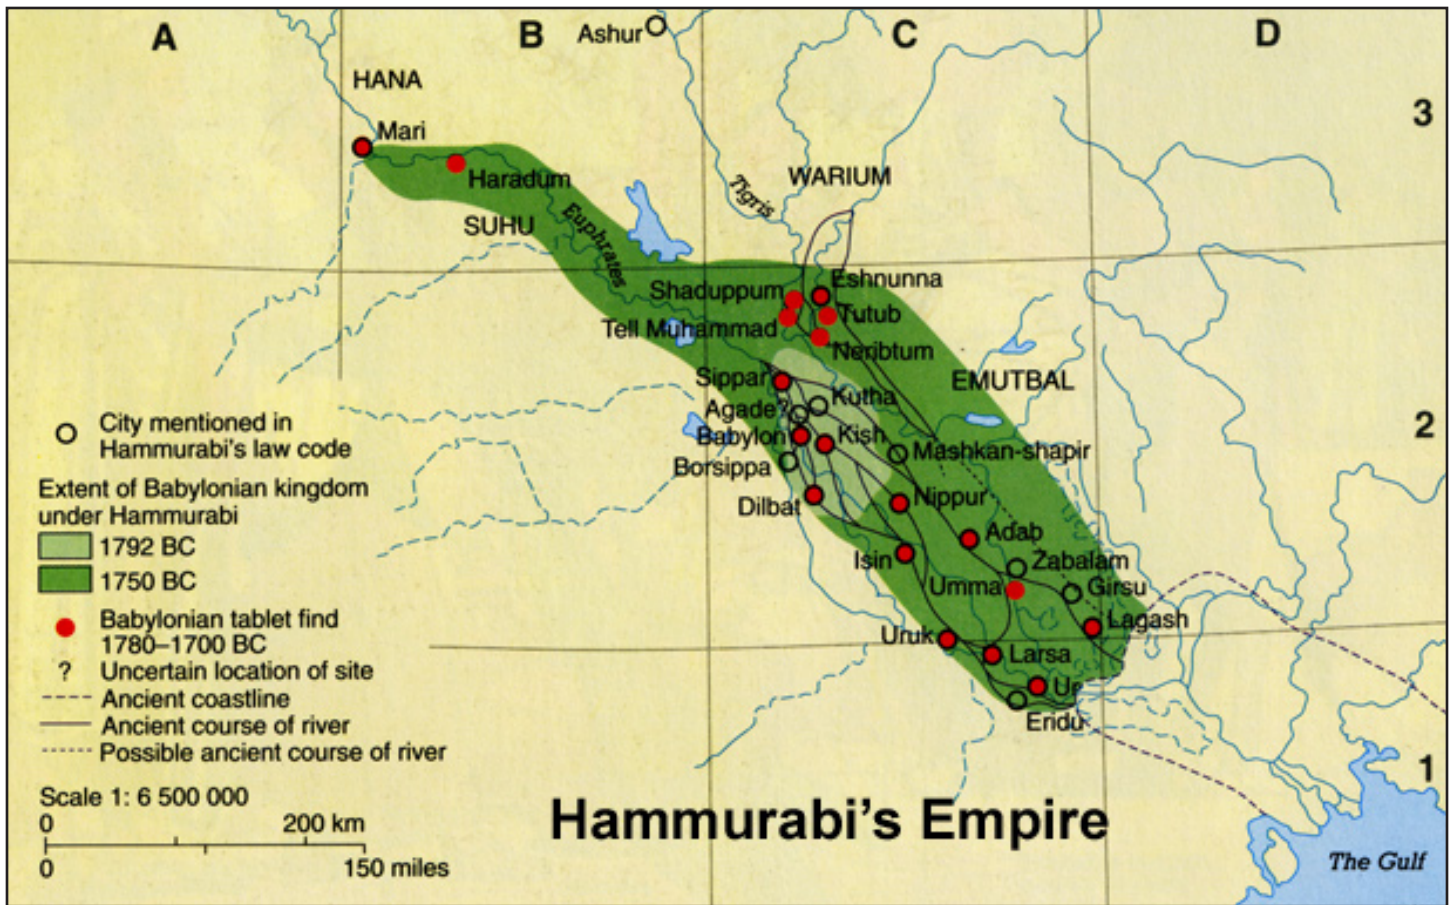 A
B
C
D
Ashur
HANA
3
Mari
WARIUM
Haradum
Tigris
SUHU
Euphrates
Eshnunna
Shaduppum
Tutub
Tell Muhammad
Neribtum
Sippar
EMUTBAL
Kutha
Agade?
2
Babylon
Kish
Mashkan-shapir
Borsippa
Nippur
Dilbat
Adab
Isin
Zabalam
Umma
Girsu
Lagash
Uruk
Larsa
Ur
Eridu
1
City mentioned in
Hammurabi's law code
Extent of Babylonian kingdom
under Hammurabi
1792 BC
1750 BC
Babylonian tablet find
1780–1700 BC
? Uncertain location of site
Ancient coastline
Ancient course of river
Possible ancient course of river
Scale 1: 6 500 000
0 200 km
0 150 miles
Hammurabi's Empire
The Gulf